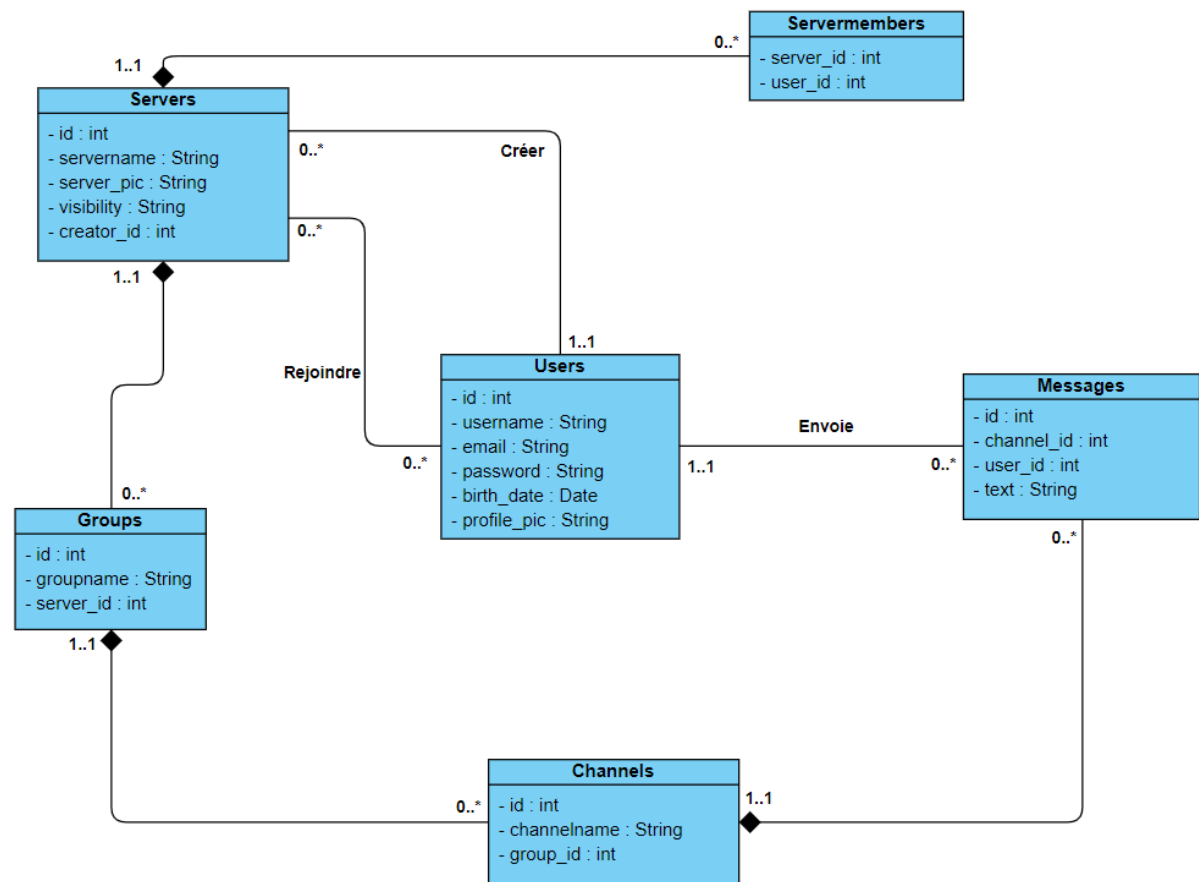 Servermembers
- server_id : int
- user_id : int
0..*
1..1
Servers
- id : int
- servername : String
- server_pic : String
- visibility : String
- creator_id : int
0..*
Créer
0..*
1..1
1..1
Rejoindre
0..*
Users
- id : int
- username : String
- email : String
- password : String
- birth_date : Date
- profile_pic : String
Envoie
1..1
0..*
Messages
- id : int
- channel_id : int
- user_id : int
- text : String
0..*
0..*
Groups
- id : int
- groupname : String
- server_id : int
1..1
0..*
Channels
- id : int
- channelname : String
- group_id : int
1..1